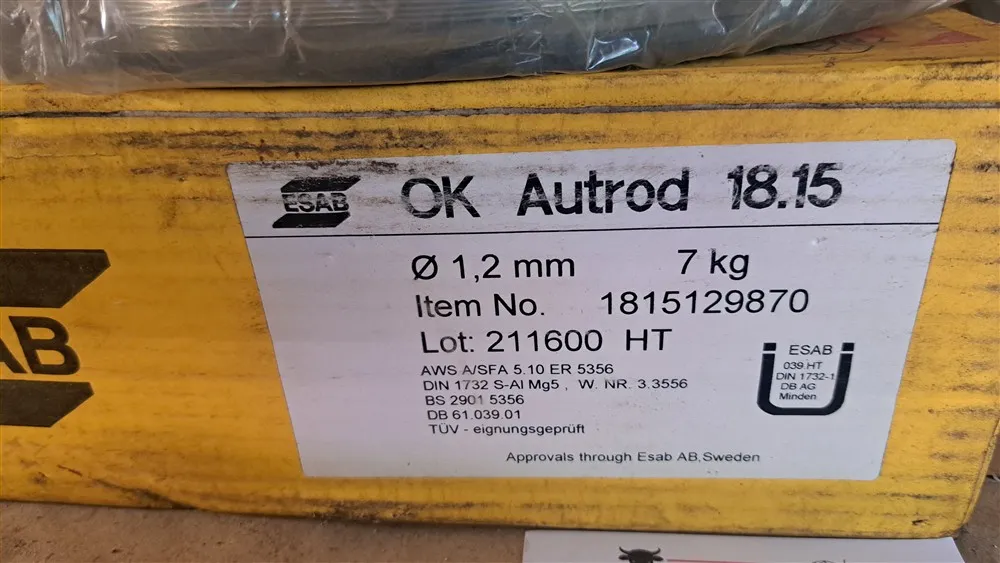 ESAB OK Autrod 18.15
Ø 1,2 mm 7 kg
Item No. 1815129870
Lot: 211600 HT
AWS A/SFA 5.10 ER 5356
DIN 1732 S-Al Mg5 , W. NR. 3.3556
BS 2901 5356
DB 61.039.01
TÜV - eignungsgeprüft
Approvals through Esab AB,Sweden
ESAB
039.HT
DIN 1732-1
DB AG
Minden
AB